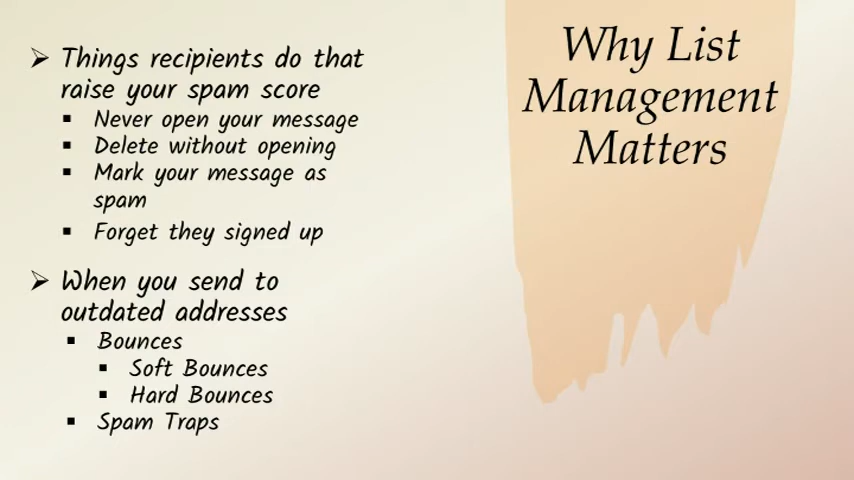 Why List
Management
Matters
➢ Things recipients do that
raise your spam score
▪ Never open your message
▪ Delete without opening
▪ Mark your message as
spam
▪ Forget they signed up
➢ When you send to
outdated addresses
▪ Bounces
▪ Soft Bounces
▪ Hard Bounces
▪ Spam Traps